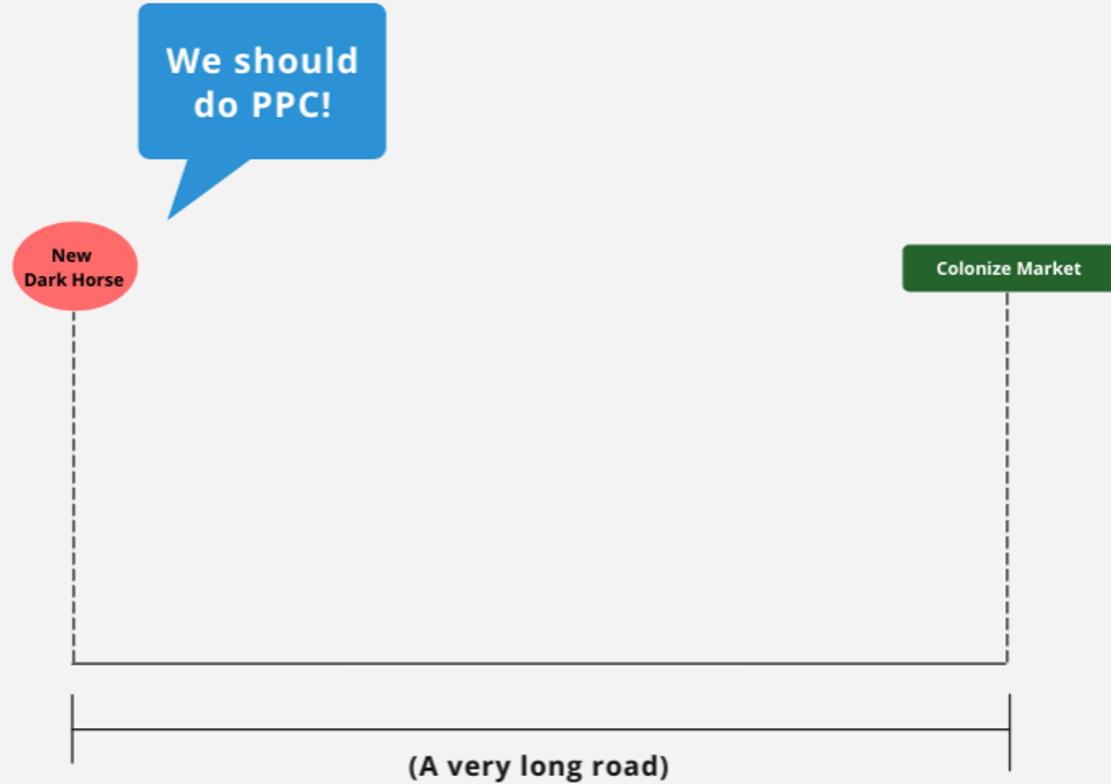 We should
do PPC!
New
Dark Horse
Colonize Market
(A very long road)